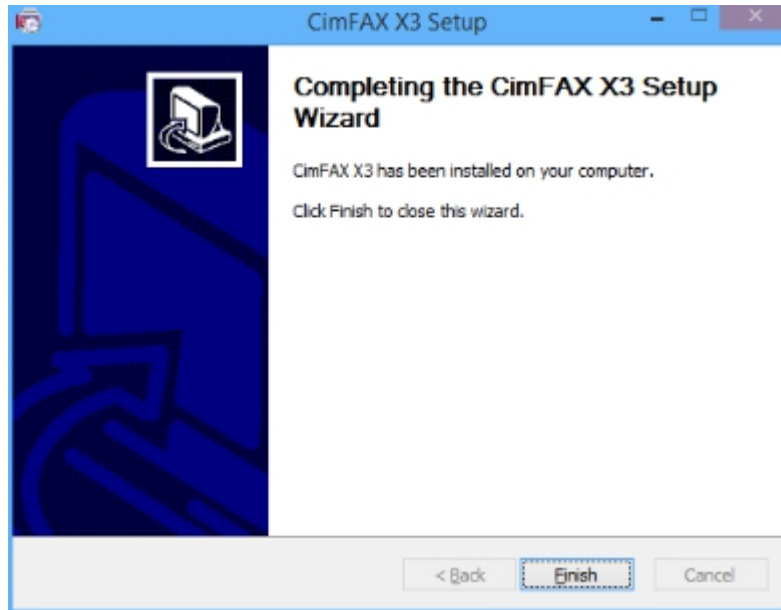 CimFAX X3 Setup
Completing the CimFAX X3 Setup
Wizard
CimFAX X3 has been installed on your computer.
Click Finish to close this wizard.
< Back
Finish
Cancel